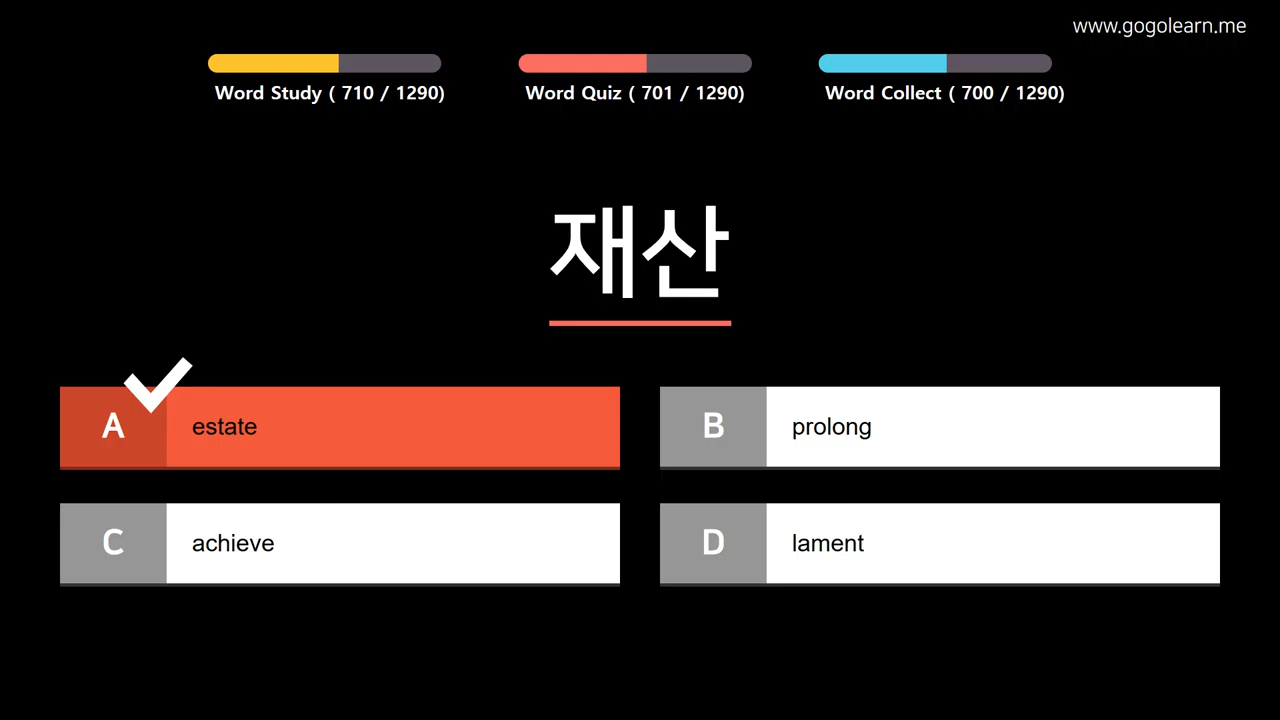 www.gogolearn.me
Word Study ( 710 / 1290)
Word Quiz ( 701 / 1290)
Word Collect ( 700 / 1290)
재산
A estate
B prolong
C achieve
D lament